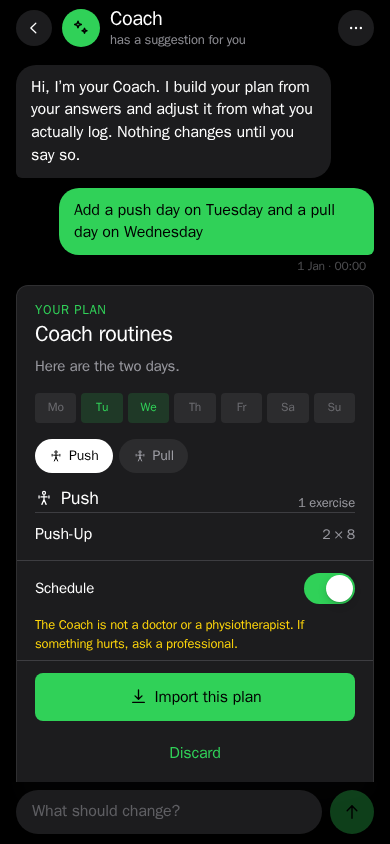 Coach
has a suggestion for you
Hi, I'm your Coach. I build your plan from
your answers and adjust it from what you
actually log. Nothing changes until you
say so.
Add a push day on Tuesday and a pull
day on Wednesday
1 Jan · 00:00
YOUR PLAN
Coach routines
Here are the two days.
Mo Tu We Th Fr Sa Su
Push Pull
Push 1 exercise
Push-Up 2 × 8
Schedule
The Coach is not a doctor or a physiotherapist. If
something hurts, ask a professional.
Import this plan
Discard
What should change?